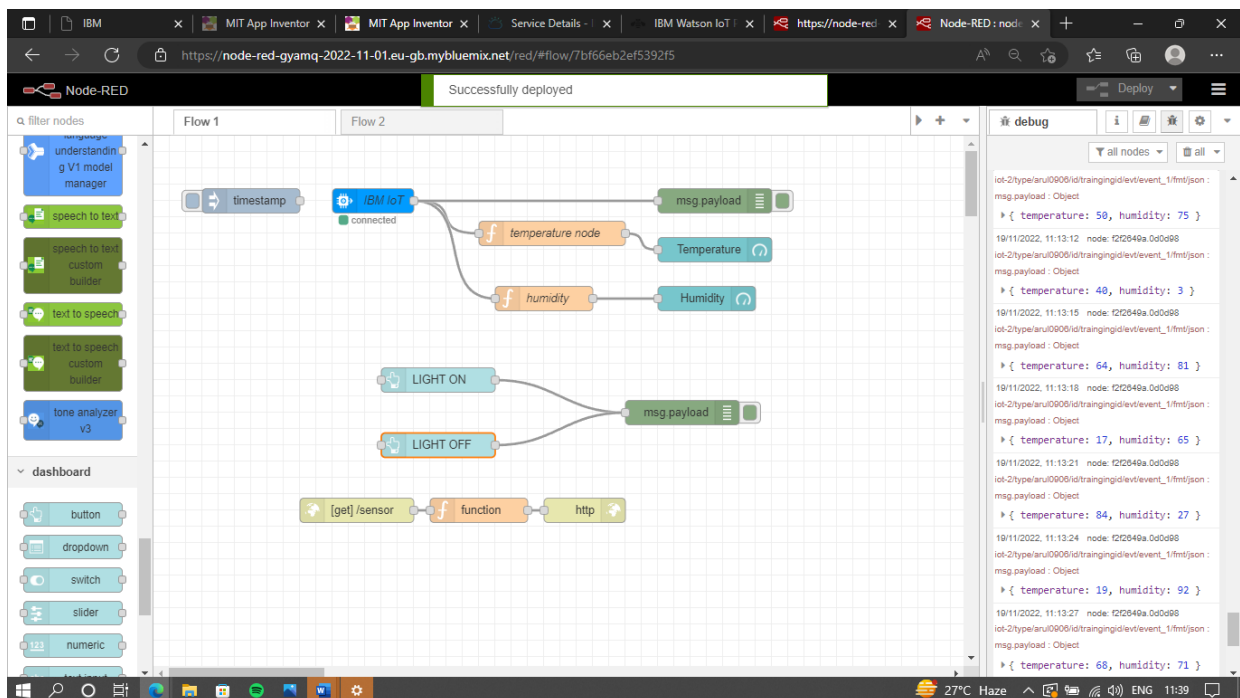 IBM
MIT App Inventor
MIT App Inventor
Service Details - I
IBM Watson IoT P
https://node-red
Node-RED : node
https://node-red-gyamq-2022-11-01.eu-gb.mybluemix.net/red/#flow/7bf66eb2ef5392f5
Node-RED
Successfully deployed
Deploy
filter nodes
Flow 1
Flow 2
debug
all nodes
all
language
understandin
g V1 model
manager
speech to text
speech to text
custom
builder
text to speech
text to speech
custom
builder
tone analyzer
v3
dashboard
button
dropdown
switch
slider
numeric
text input
timestamp
IBM IoT
connected
msg.payload
temperature node
Temperature
humidity
Humidity
LIGHT ON
LIGHT OFF
msg.payload
[get] /sensor
function
http
iot-2/type/arul0906/id/traingingid/evt/event_1/fmt/json :
msg.payload : Object
{ temperature: 50, humidity: 75 }
19/11/2022, 11:13:12 node: f2f2649a.0d0d98
iot-2/type/arul0906/id/traingingid/evt/event_1/fmt/json :
msg.payload : Object
{ temperature: 40, humidity: 3 }
19/11/2022, 11:13:15 node: f2f2649a.0d0d98
iot-2/type/arul0906/id/traingingid/evt/event_1/fmt/json :
msg.payload : Object
{ temperature: 64, humidity: 81 }
19/11/2022, 11:13:18 node: f2f2649a.0d0d98
iot-2/type/arul0906/id/traingingid/evt/event_1/fmt/json :
msg.payload : Object
{ temperature: 17, humidity: 65 }
19/11/2022, 11:13:21 node: f2f2649a.0d0d98
iot-2/type/arul0906/id/traingingid/evt/event_1/fmt/json :
msg.payload : Object
{ temperature: 84, humidity: 27 }
19/11/2022, 11:13:24 node: f2f2649a.0d0d98
iot-2/type/arul0906/id/traingingid/evt/event_1/fmt/json :
msg.payload : Object
{ temperature: 19, humidity: 92 }
19/11/2022, 11:13:27 node: f2f2649a.0d0d98
iot-2/type/arul0906/id/traingingid/evt/event_1/fmt/json :
msg.payload : Object
{ temperature: 68, humidity: 71 }
27°C Haze
ENG
11:39